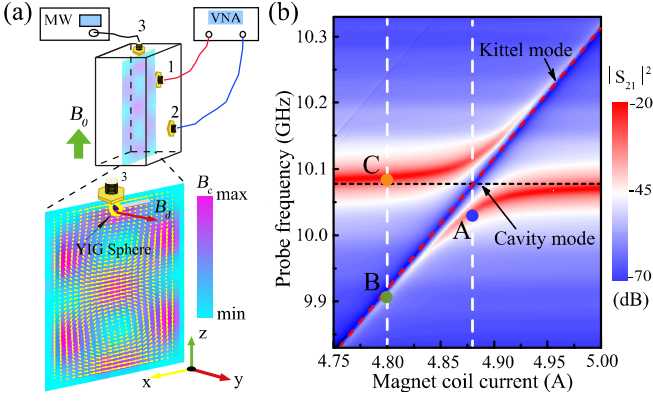 (a)
MW
3
VNA
1
2
B₀
3
B_c
max
B_d
YIG Sphere
min
z
x
y
(b)
10.3
10.2
10.1
10.0
9.9
Probe frequency (GHz)
Kittel mode
C
A
B
Cavity mode
4.75 4.80 4.85 4.90 4.95 5.00
Magnet coil current (A)
|S₂₁|²
-20
-45
-70
(dB)